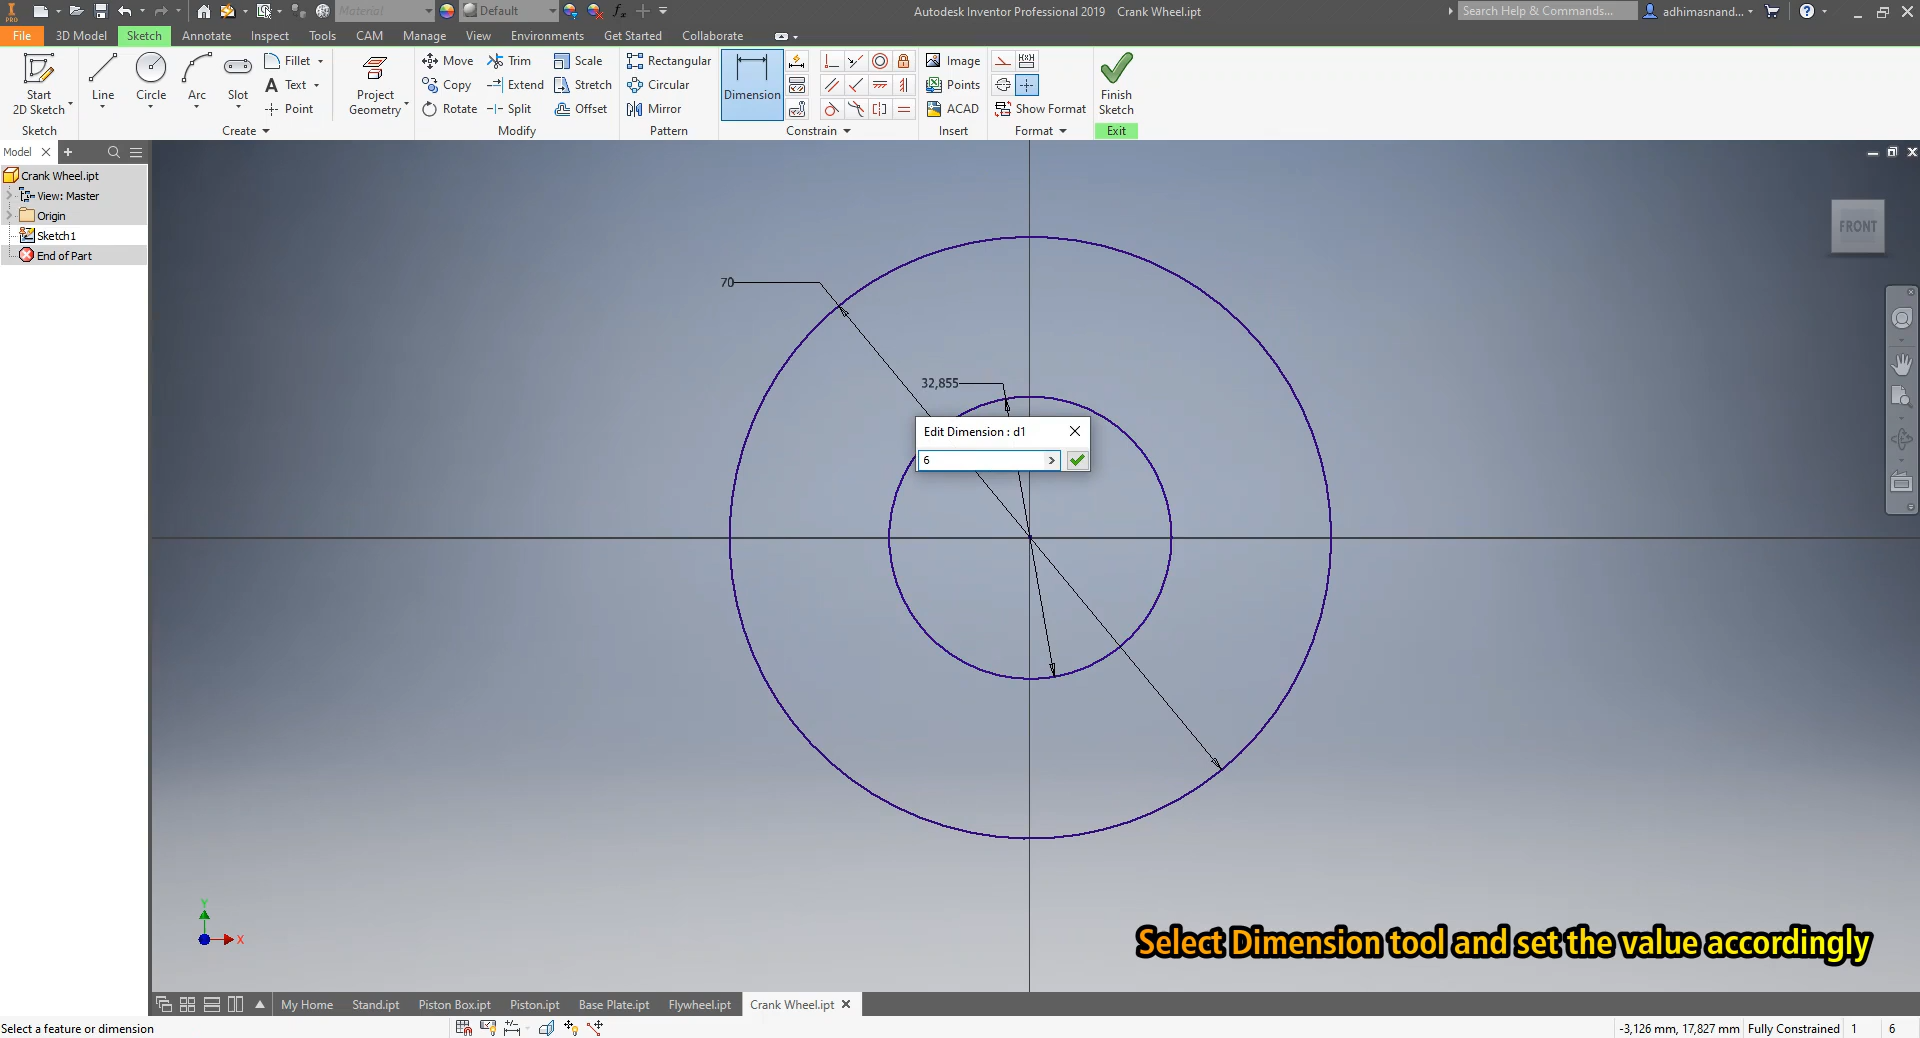 PRO
Material
Default
Autodesk Inventor Professional 2019 Crank Wheel.ipt
Search Help & Commands...
adhimasnand...
File 3D Model Sketch Annotate Inspect Tools CAM Manage View Environments Get Started Collaborate
Start
2D Sketch
Line
Circle
Arc
Slot
Fillet
Text
Point
Project
Geometry
Move
Copy
Rotate
Trim
Extend
Split
Scale
Stretch
Offset
Rectangular
Circular
Mirror
Dimension
Image
Points
ACAD
Show Format
Finish
Sketch
Sketch
Create
Modify
Pattern
Constrain
Insert
Format
Exit
Model
Crank Wheel.ipt
View: Master
Origin
Sketch1
End of Part
FRONT
70
32,855
Edit Dimension : d1
6
Y
X
Select Dimension tool and set the value accordingly
My Home Stand.ipt Piston Box.ipt Piston.ipt Base Plate.ipt Flywheel.ipt Crank Wheel.ipt
Select a feature or dimension
-3,126 mm, 17,827 mm Fully Constrained 1 6